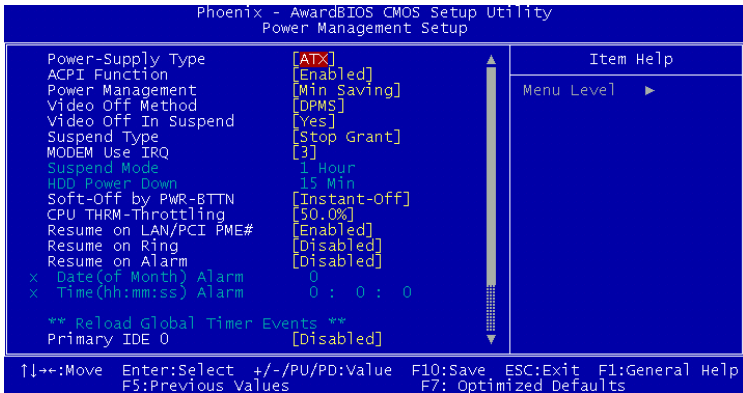 Phoenix - AwardBIOS CMOS Setup Utility
Power Management Setup
Power-Supply Type [ATX]
ACPI Function [Enabled]
Power Management [Min Saving]
Video Off Method [DPMS]
Video Off In Suspend [Yes]
Suspend Type [Stop Grant]
MODEM Use IRQ [3]
Suspend Mode 1 Hour
HDD Power Down 15 Min
Soft-Off by PWR-BTTN [Instant-Off]
CPU THRM-Throttling [50.0%]
Resume on LAN/PCI PME# [Enabled]
Resume on Ring [Disabled]
Resume on Alarm [Disabled]
x Date(of Month) Alarm 0
x Time(hh:mm:ss) Alarm 0 : 0 : 0
** Reload Global Timer Events **
Primary IDE 0 [Disabled]
Item Help
Menu Level ►
↑↓→←:Move Enter:Select +/-/PU/PD:Value F10:Save ESC:Exit F1:General Help
F5:Previous Values F7: Optimized Defaults